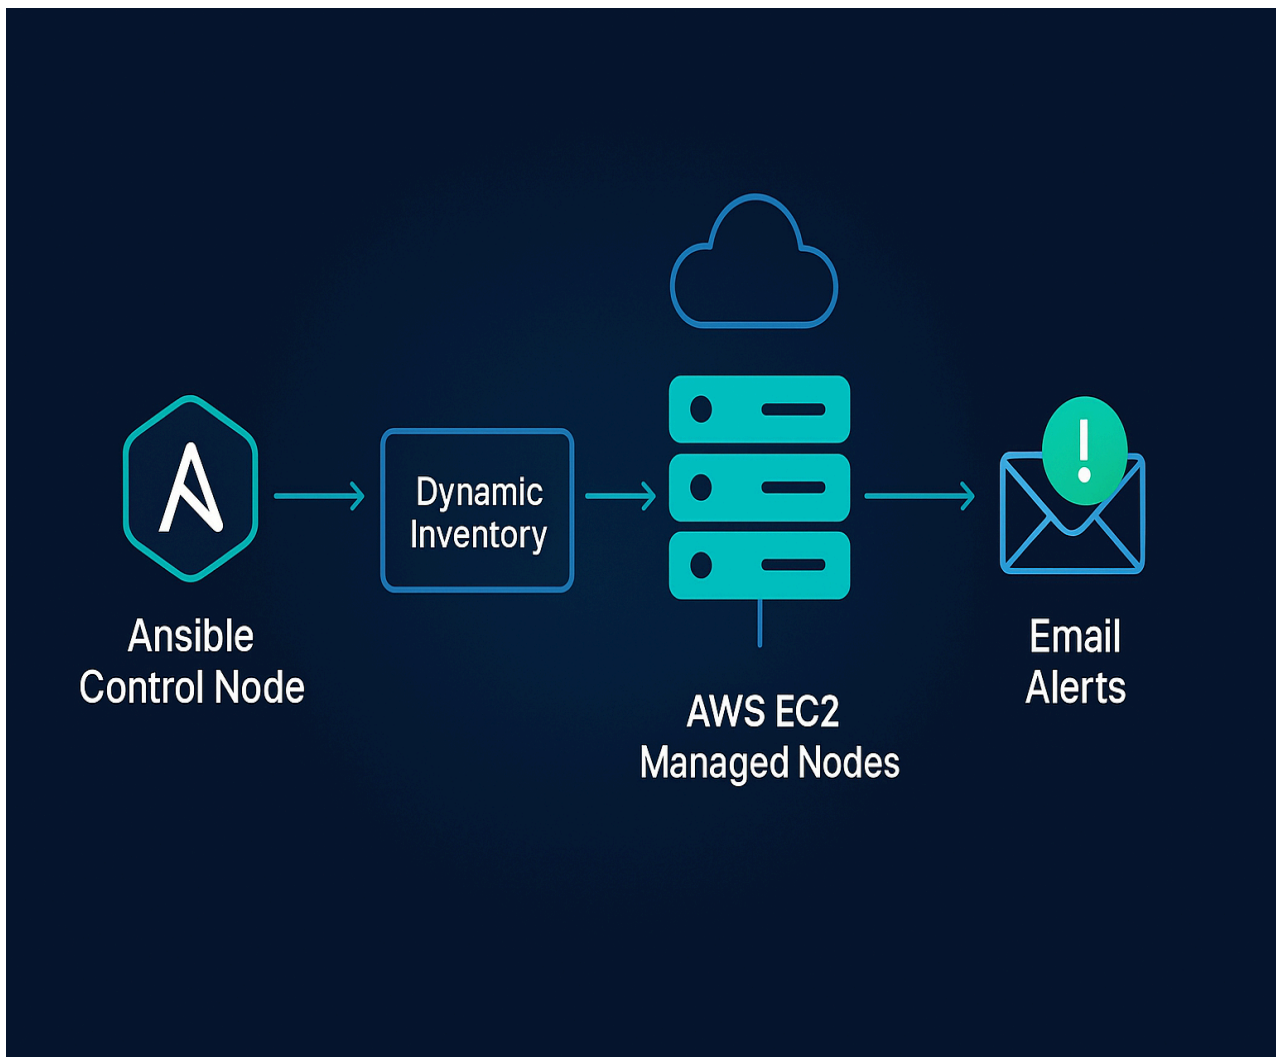 Dynamic
Inventory
Ansible
Control Node
AWS EC2
Managed Nodes
!
Email
Alerts